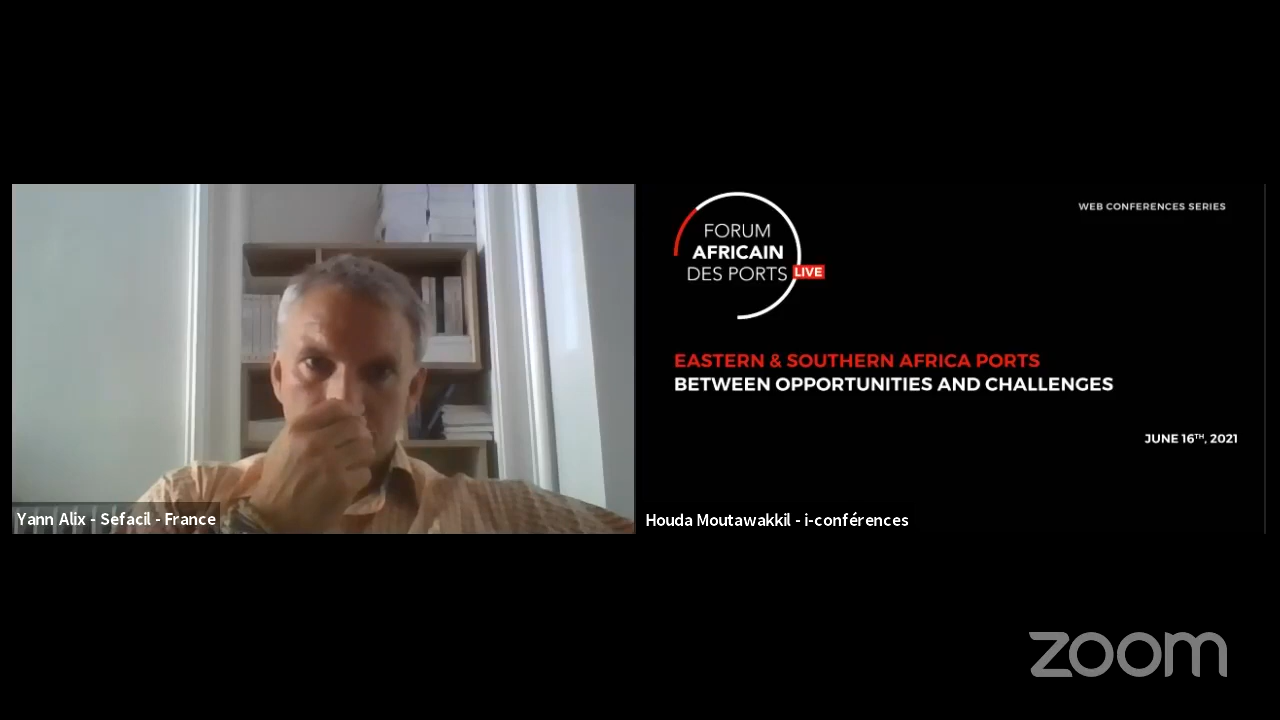 Yann Alix - Sefacil - France
FORUM
AFRICAIN
DES PORTS
LIVE
WEB CONFERENCES SERIES
EASTERN & SOUTHERN AFRICA PORTS
BETWEEN OPPORTUNITIES AND CHALLENGES
JUNE 16TH, 2021
Houda Moutawakkil - i-conférences
zoom